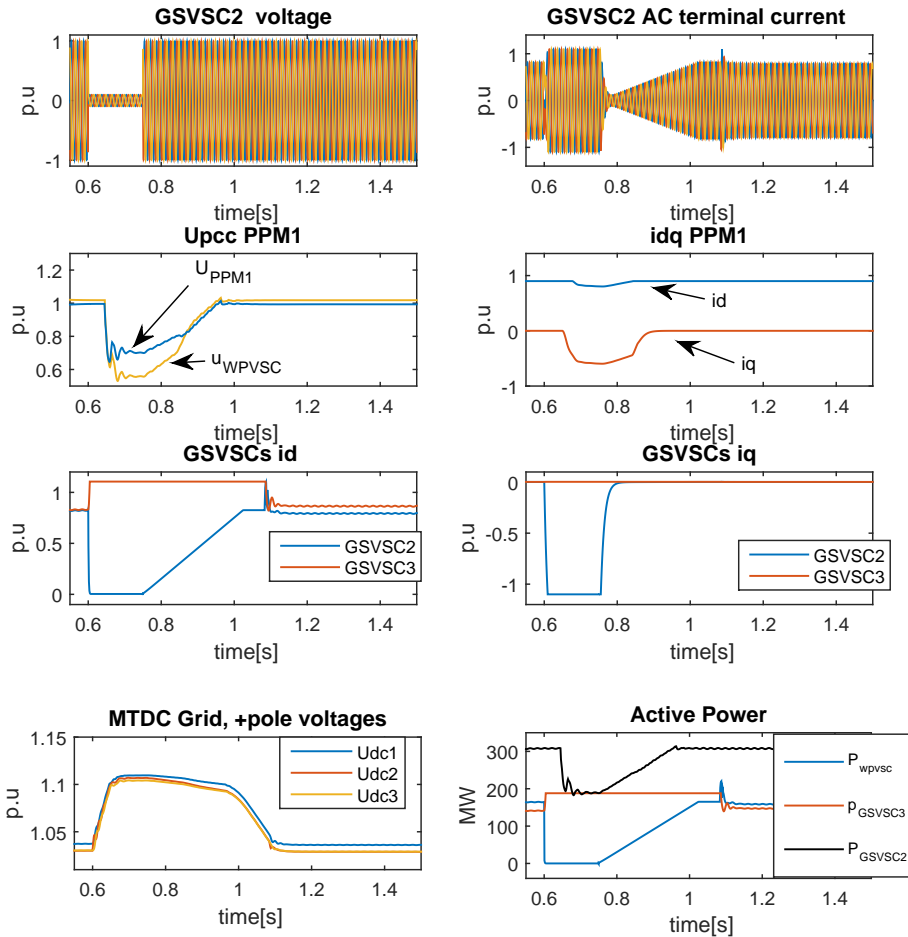 GSVSC2 voltage
p.u
1
0
-1
0.6 0.8 1 1.2 1.4
time[s]
GSVSC2 AC terminal current
p.u
1
0
-1
0.6 0.8 1 1.2 1.4
time[s]
Upcc PPM1
p.u
1.2
1.0
0.8
0.6
U_PPM1
u_WPVSC
0.6 0.8 1 1.2 1.4
time[s]
idq PPM1
p.u
1
0
-1
id
iq
0.6 0.8 1 1.2 1.4
time[s]
GSVSCs id
p.u
1
0.5
0
GSVSC2
GSVSC3
0.6 0.8 1 1.2 1.4
time[s]
GSVSCs iq
p.u
0
-0.5
-1
GSVSC2
GSVSC3
0.6 0.8 1 1.2 1.4
time[s]
MTDC Grid, +pole voltages
p.u
1.15
1.10
1.05
Udc1
Udc2
Udc3
0.6 0.8 1 1.2 1.4
time[s]
Active Power
MW
300
200
100
0
P_wpvsc
p_GSVSC3
P_GSVSC2
0.6 0.8 1 1.2 1.4
time[s]